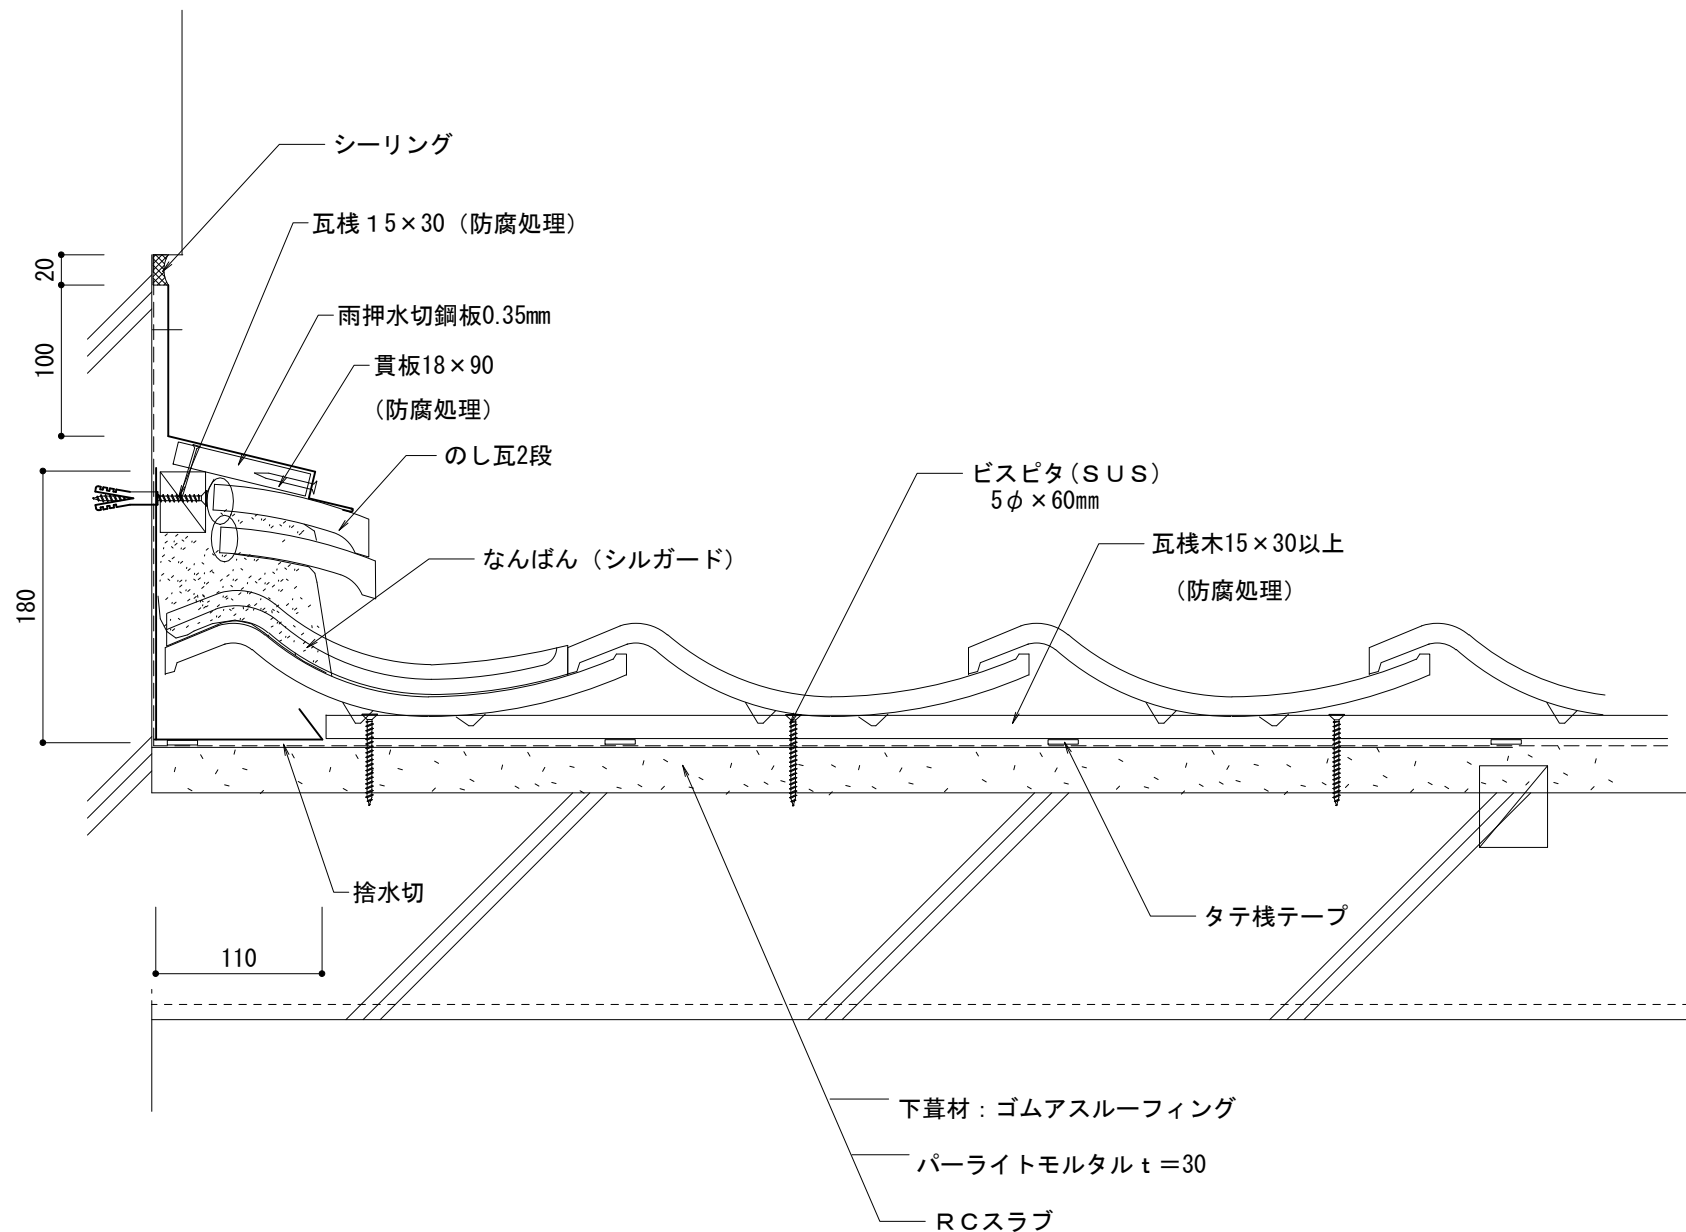 シーリング
瓦桟15×30(防腐処理)
20
雨押水切鋼板0.35mm
100
貫板18×90
(防腐処理)
のし瓦2段
ビスピタ(SUS)
5φ×60mm
なんばん(シルガード)
瓦桟木15×30以上
(防腐処理)
180
捨水切
タテ桟テープ
110
下葺材:ゴムアスルーフィング
パーライトモルタルt=30
RCスラブ